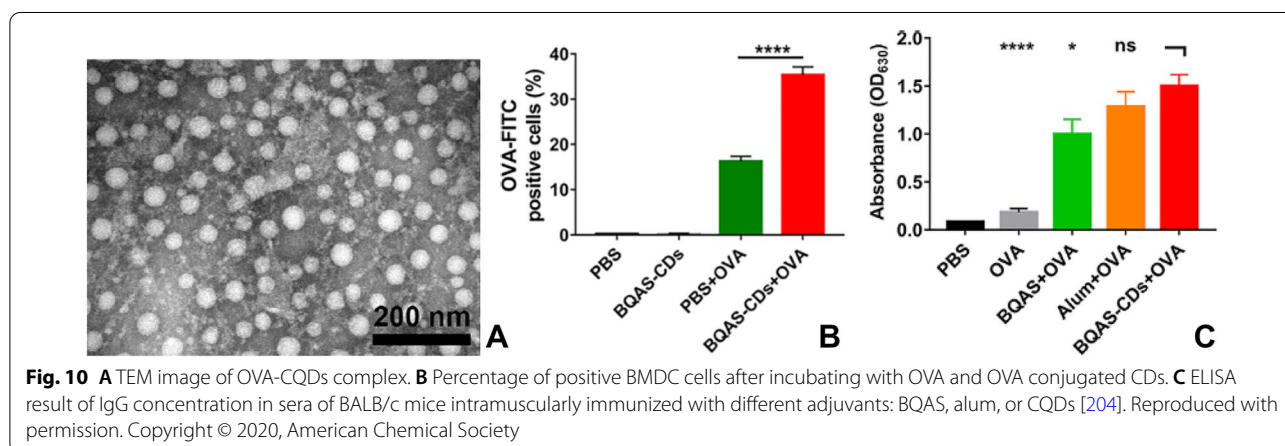 200 nm
A
OVA-FITC
positive cells (%)
40
30
20
10
0
****
PBS
BQAS-CDs
PBS+OVA
BQAS-CDs+OVA
B
Absorbance (OD630)
2.0
1.5
1.0
0.5
0.0
**** * ns
PBS
OVA
BQAS+OVA
Alum+OVA
BQAS-CDs+OVA
C
Fig. 10 A TEM image of OVA-CQDs complex. B Percentage of positive BMDC cells after incubating with OVA and OVA conjugated CDs. C ELISA
result of IgG concentration in sera of BALB/c mice intramuscularly immunized with different adjuvants: BQAS, alum, or CQDs [204]. Reproduced with
permission. Copyright © 2020, American Chemical Society